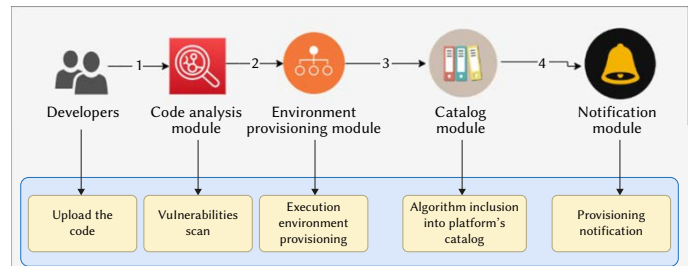 1
2
3
4
Developers
Code analysis
module
Environment
provisioning module
Catalog
module
Notification
module
Upload the
code
Vulnerabilities
scan
Execution
environment
provisioning
Algorithm inclusion
into platform's
catalog
Provisioning
notification